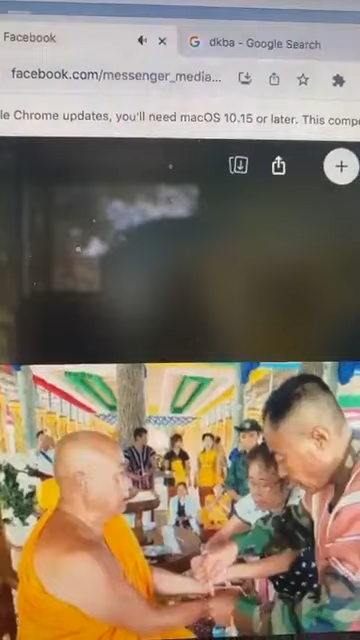 Facebook
dkba - Google Search
facebook.com/messenger_media...
le Chrome updates, you'll need macOS 10.15 or later. This